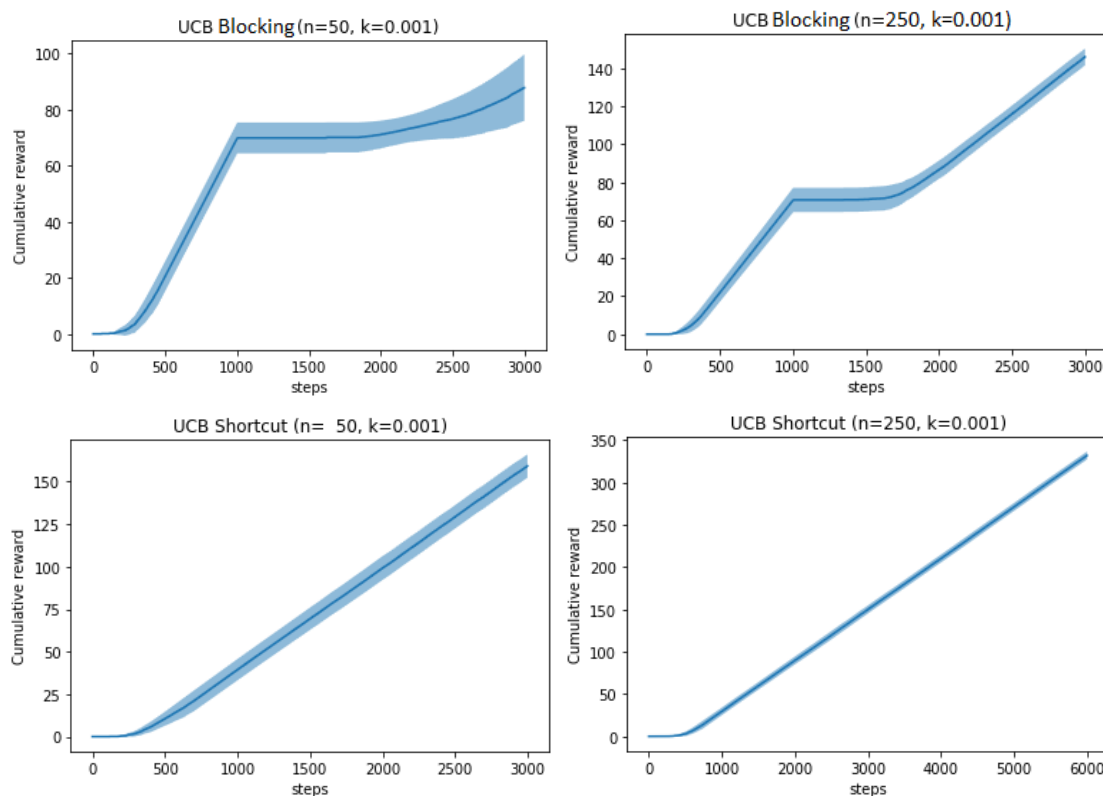 UCB Blocking (n=50, k=0.001)
100
80
60
40
20
0
Cumulative reward
0 500 1000 1500 2000 2500 3000
steps
UCB Blocking (n=250, k=0.001)
140
120
100
80
60
40
20
0
Cumulative reward
0 500 1000 1500 2000 2500 3000
steps
UCB Shortcut (n= 50, k=0.001)
150
125
100
75
50
25
0
Cumulative reward
0 500 1000 1500 2000 2500 3000
steps
UCB Shortcut (n=250, k=0.001)
350
300
250
200
150
100
50
0
Cumulative reward
0 1000 2000 3000 4000 5000 6000
steps